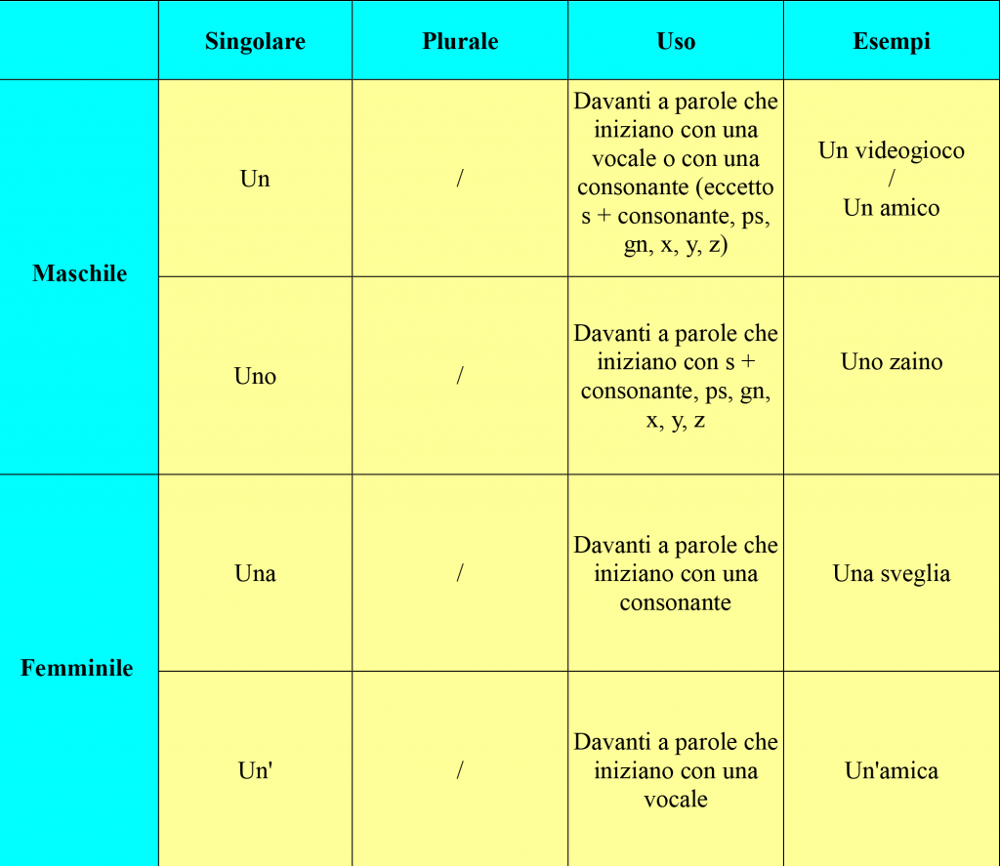 Singolare Plurale Uso Esempi
Maschile
Un
/
Davanti a parole che
iniziano con una
vocale o con una
consonante (eccetto
s + consonante, ps,
gn, x, y, z)
Un videogioco
/
Un amico
Uno
/
Davanti a parole che
iniziano con s +
consonante, ps, gn,
x, y, z
Uno zaino
Femminile
Una
/
Davanti a parole che
iniziano con una
consonante
Una sveglia
Un'
/
Davanti a parole che
iniziano con una
vocale
Un'amica